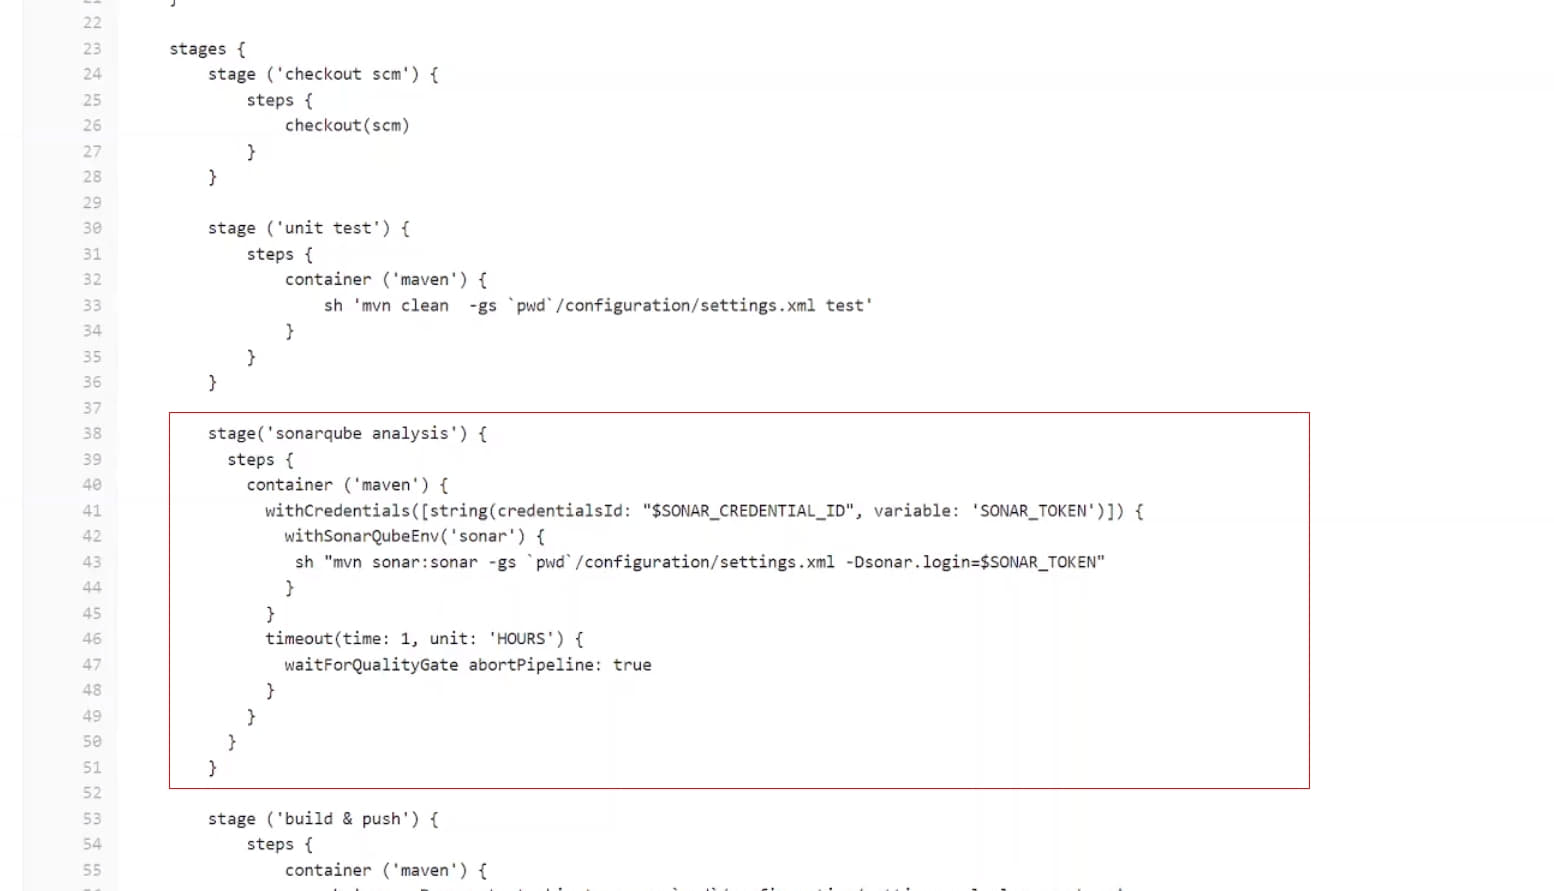 21 }
22
23 stages {
24 stage ('checkout scm') {
25 steps {
26 checkout(scm)
27 }
28 }
29
30 stage ('unit test') {
31 steps {
32 container ('maven') {
33 sh 'mvn clean  -gs `pwd`/configuration/settings.xml test'
34 }
35 }
36 }
37
38 stage('sonarqube analysis') {
39 steps {
40 container ('maven') {
41 withCredentials([string(credentialsId: "$SONAR_CREDENTIAL_ID", variable: 'SONAR_TOKEN')]) {
42 withSonarQubeEnv('sonar') {
43 sh "mvn sonar:sonar -gs `pwd`/configuration/settings.xml -Dsonar.login=$SONAR_TOKEN"
44 }
45 }
46 timeout(time: 1, unit: 'HOURS') {
47 waitForQualityGate abortPipeline: true
48 }
49 }
50 }
51 }
52
53 stage ('build & push') {
54 steps {
55 container ('maven') {